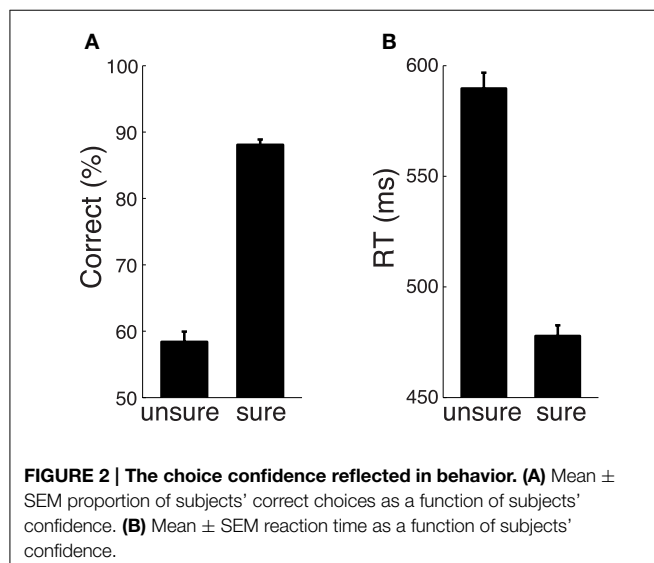 A
B
Correct (%)
100
90
80
70
60
50
unsure sure
RT (ms)
600
550
500
450
unsure sure
FIGURE 2 | The choice confidence reflected in behavior. (A) Mean ±
SEM proportion of subjects’ correct choices as a function of subjects’
confidence. (B) Mean ± SEM reaction time as a function of subjects’
confidence.